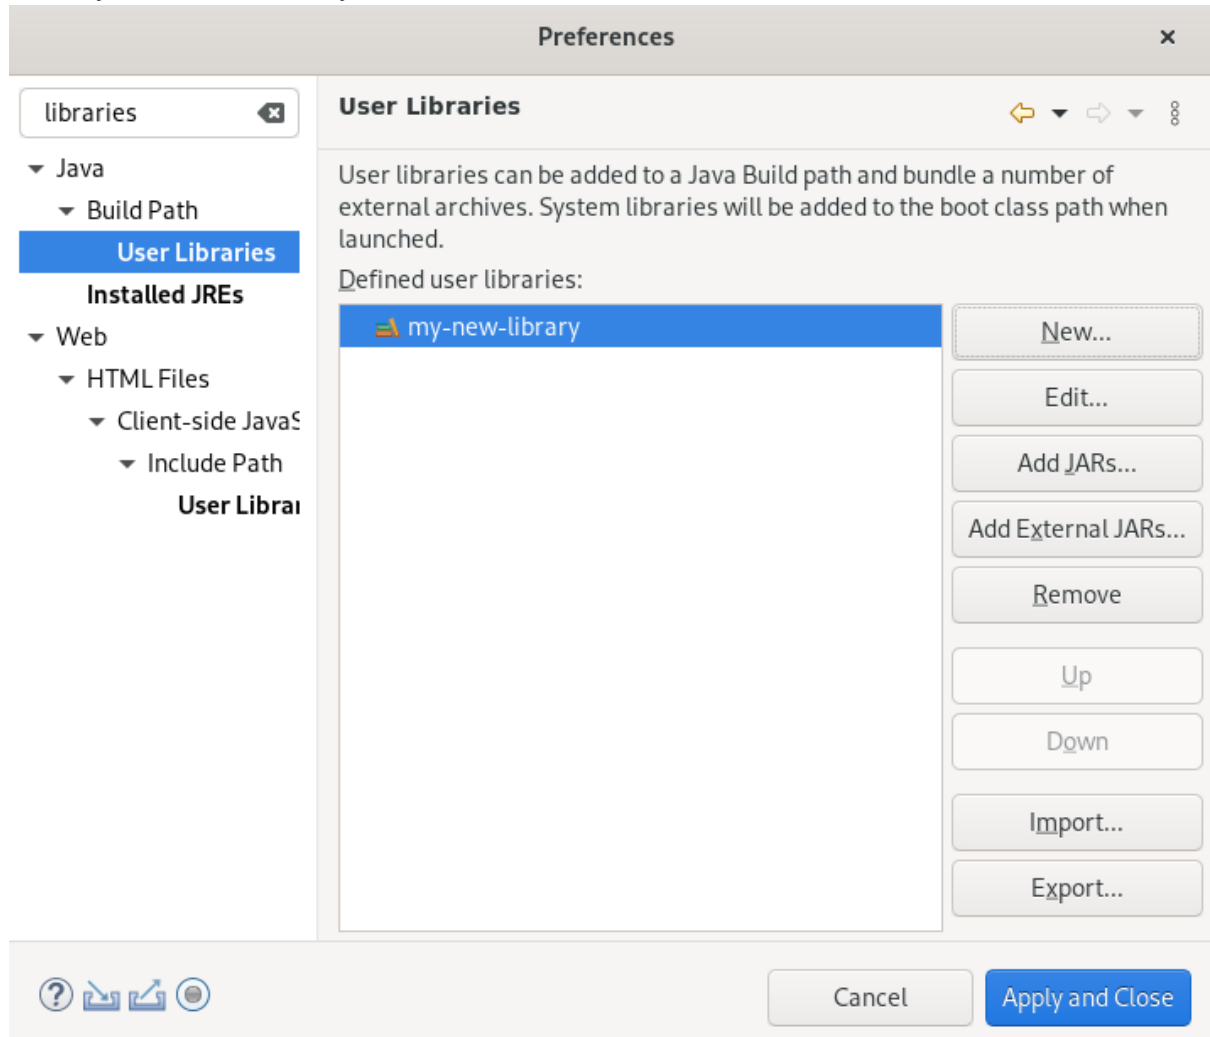 Preferences
libraries
Java
Build Path
User Libraries
Installed JREs
Web
HTML Files
Client-side JavaS
Include Path
User Librar
User Libraries
User libraries can be added to a Java Build path and bundle a number of
external archives. System libraries will be added to the boot class path when
launched.
Defined user libraries:
my-new-library
New...
Edit...
Add JARs...
Add External JARs...
Remove
Up
Down
Import...
Export...
Cancel
Apply and Close